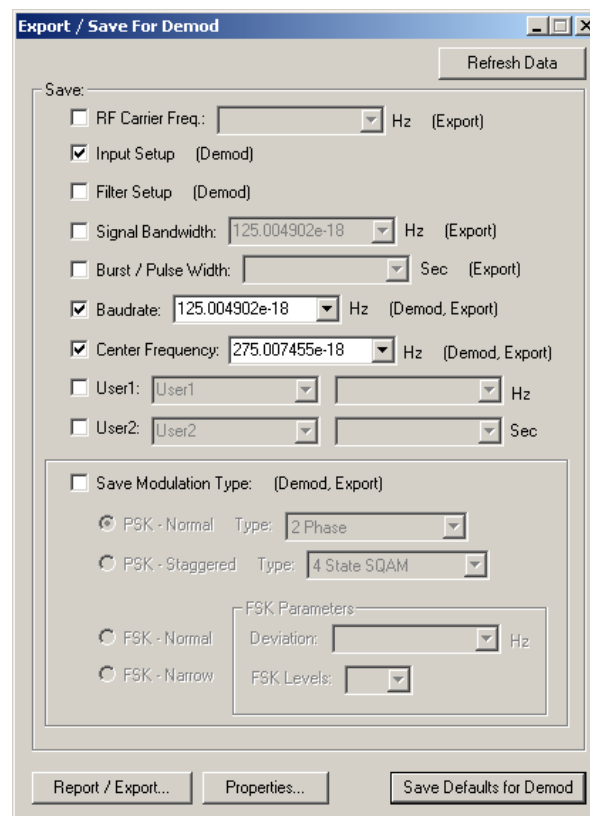 Export / Save For Demod
Refresh Data
Save:
RF Carrier Freq.: Hz (Export)
Input Setup (Demod)
Filter Setup (Demod)
Signal Bandwidth: 125.004902e-18 Hz (Export)
Burst / Pulse Width: Sec (Export)
Baudrate: 125.004902e-18 Hz (Demod, Export)
Center Frequency: 275.007455e-18 Hz (Demod, Export)
User1: User1 Hz
User2: User2 Sec
Save Modulation Type: (Demod, Export)
PSK - Normal Type: 2 Phase
PSK - Staggered Type: 4 State SQAM
FSK Parameters
FSK - Normal Deviation: Hz
FSK - Narrow FSK Levels:
Report / Export... Properties... Save Defaults for Demod